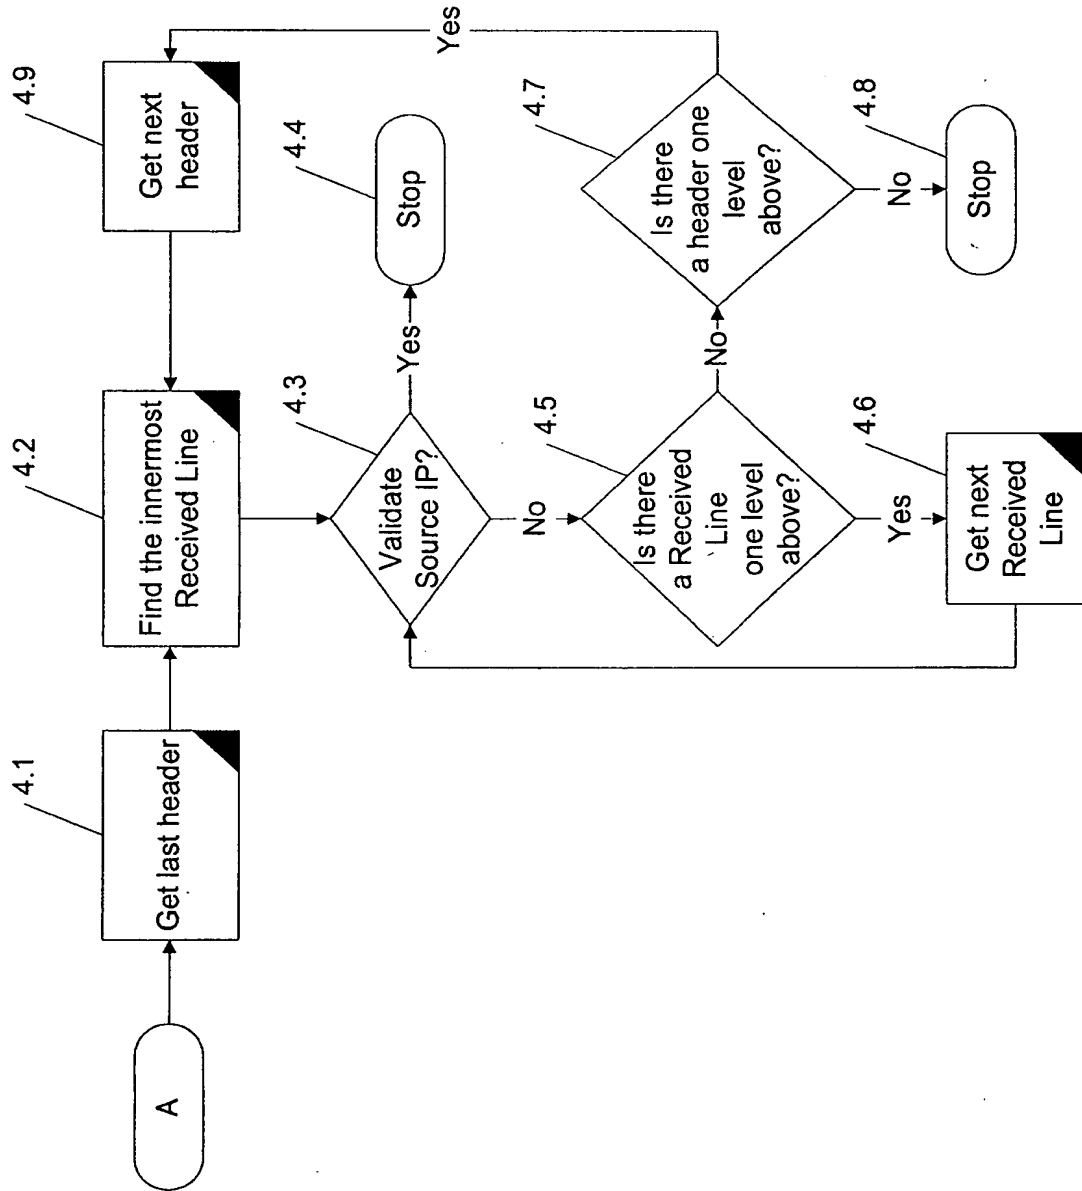 A
4.1
Get last header
4.2
Find the innermost
Received Line
4.9
Get next
header
4.3
Validate
Source IP?
Yes
4.4
Stop
No
4.5
Is there
a Received
Line
one level
above?
No
4.7
Is there
a header one
level
above?
Yes
Yes
4.6
Get next
Received
Line
No
4.8
Stop